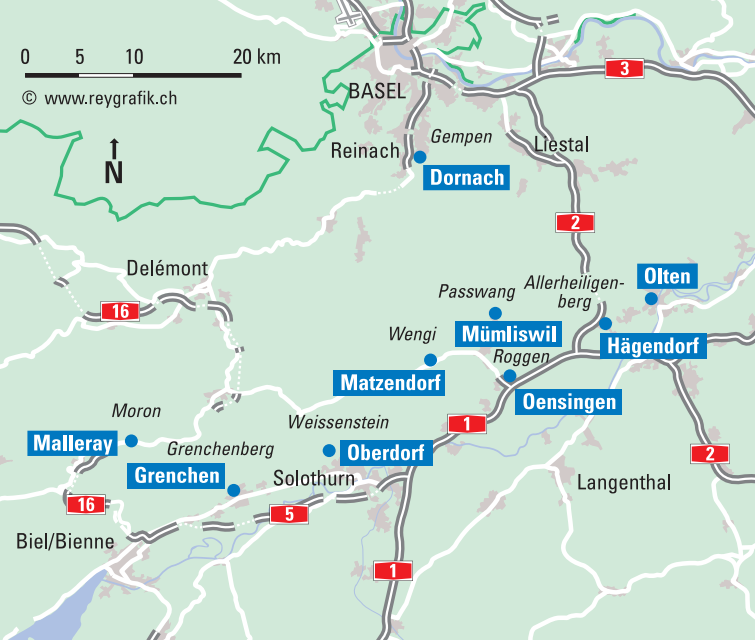 0 5 10 20 km
© www.reygrafik.ch
N
BASEL
3
Gempen
Reinach
Liestal
Dornach
2
Delémont
Allerheiligen-
berg
Olten
Passwang
16
Mümliswil
Wengi
Hägendorf
Roggen
Matzendorf
Oensingen
Moron
Weissenstein
1
Malleray
Grenchenberg
Oberdorf
2
Grenchen
Solothurn
Langenthal
16
5
Biel/Bienne
1